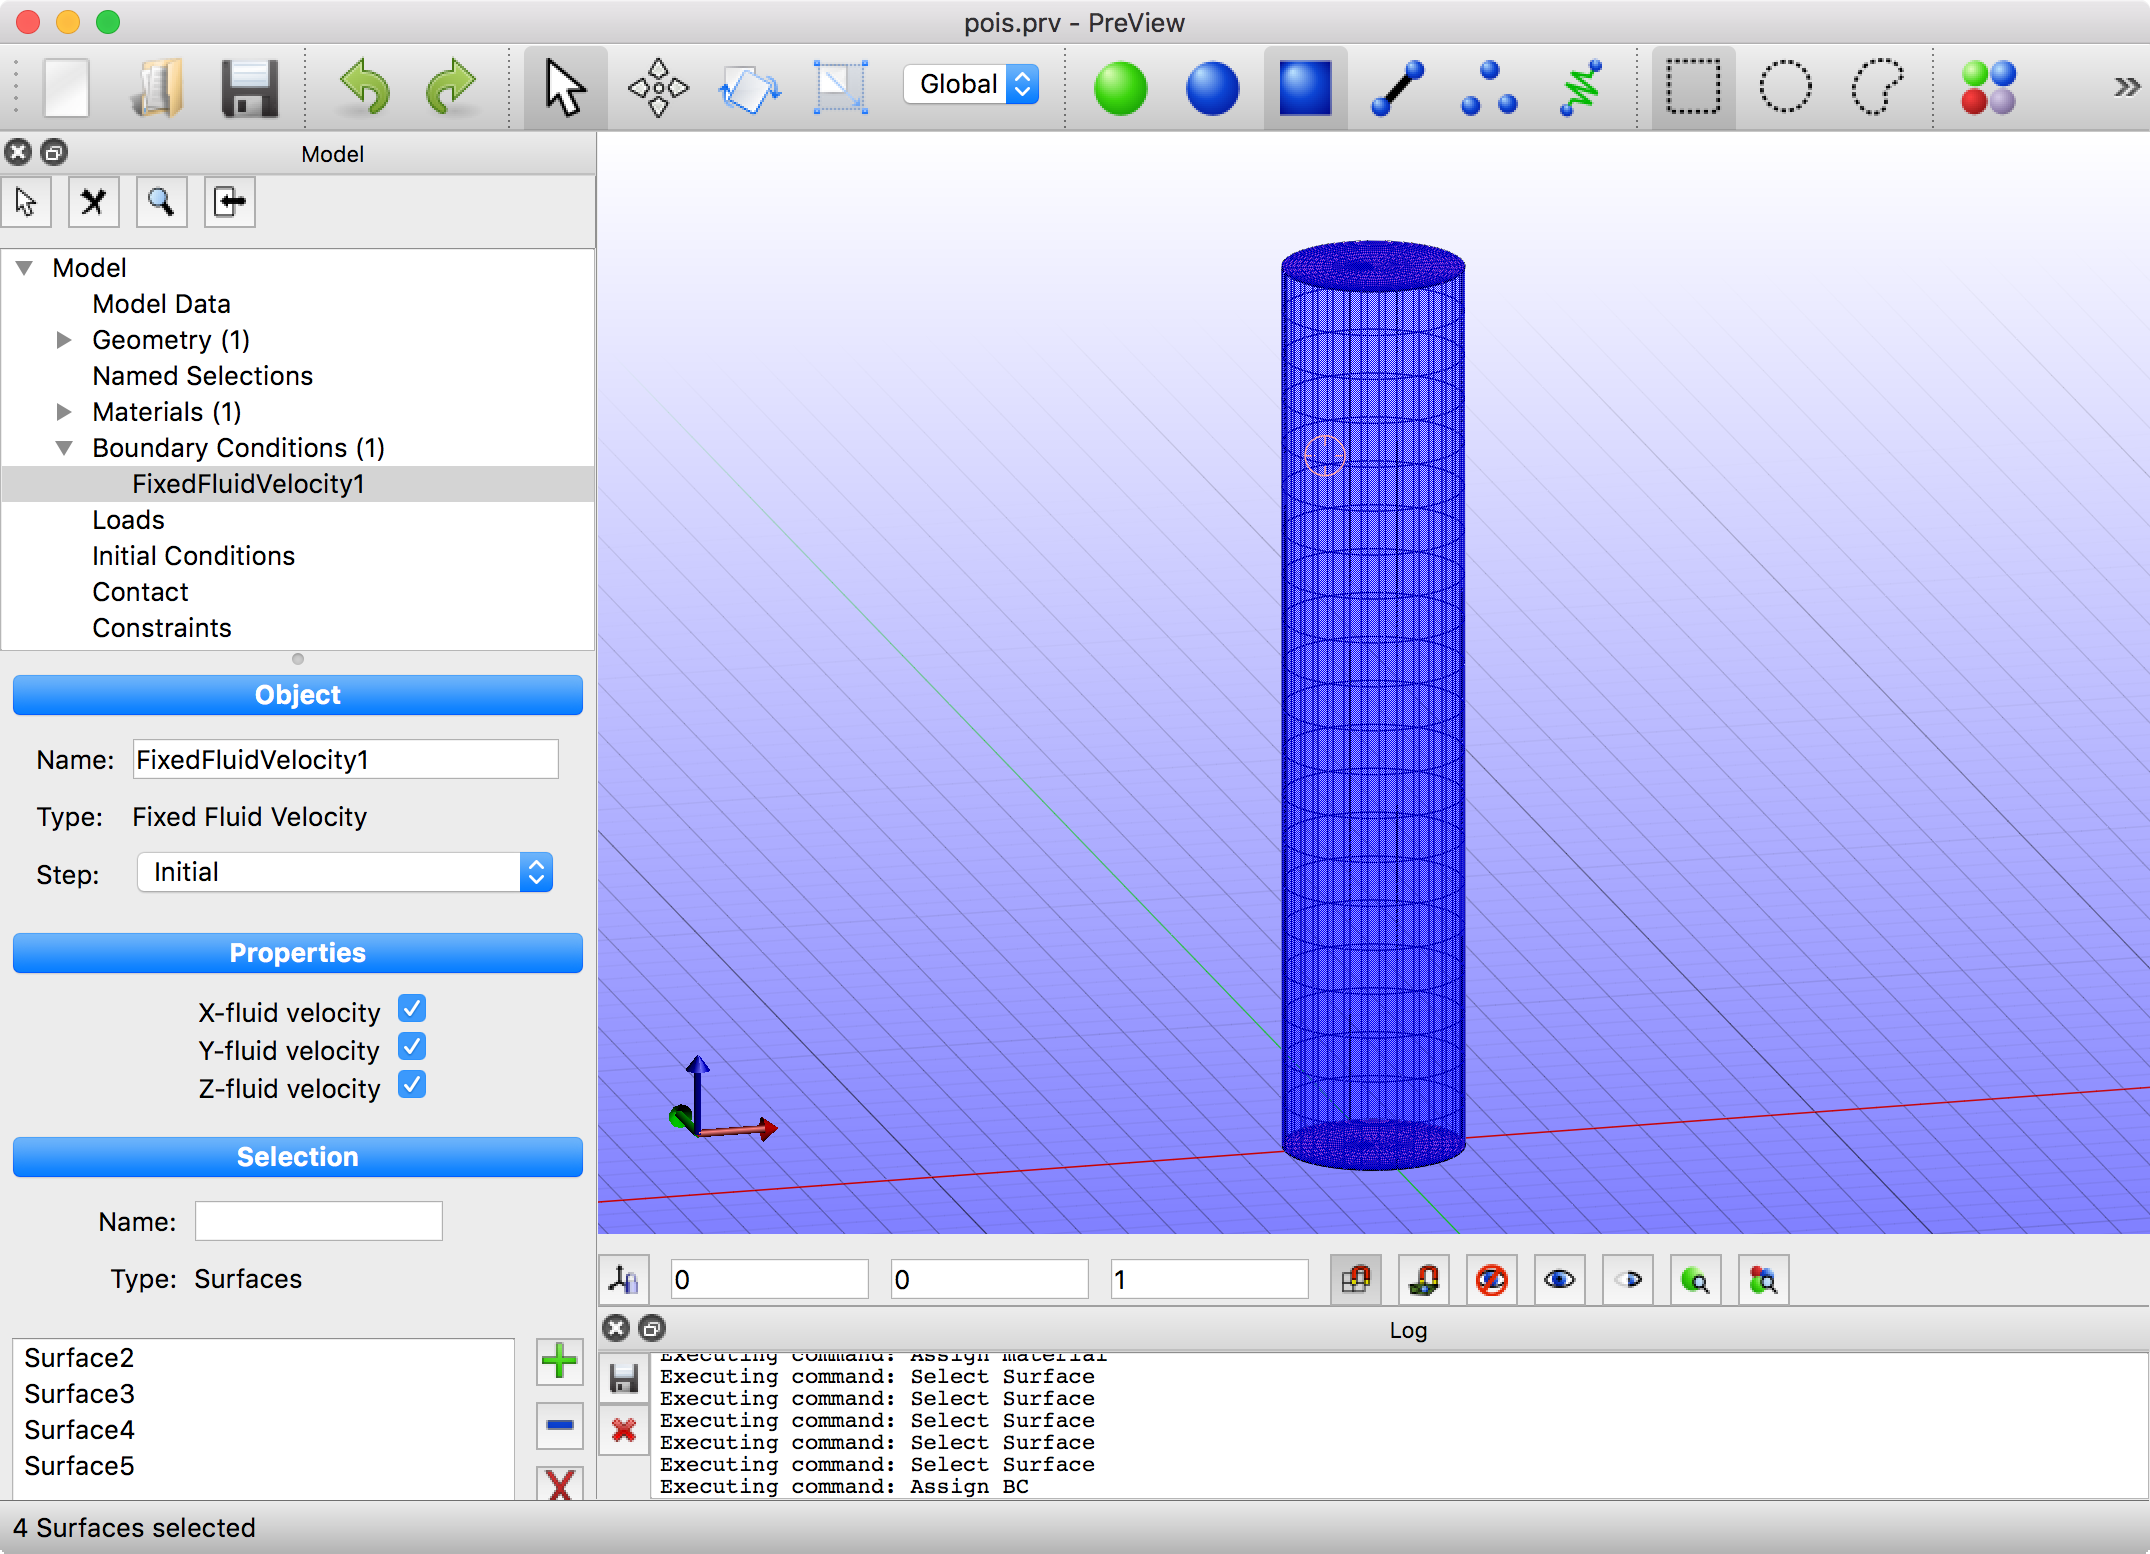 pois.prv - PreView
Global
»
Model
Model
Model Data
Geometry (1)
Named Selections
Materials (1)
Boundary Conditions (1)
FixedFluidVelocity1
Loads
Initial Conditions
Contact
Constraints
Object
Name: FixedFluidVelocity1
Type: Fixed Fluid Velocity
Step: Initial
Properties
X-fluid velocity
Y-fluid velocity
Z-fluid velocity
Selection
Name:
Type: Surfaces
Surface2
Surface3
Surface4
Surface5
0 0 1
Log
Executing command: Assign material
Executing command: Select Surface
Executing command: Select Surface
Executing command: Select Surface
Executing command: Select Surface
Executing command: Select Surface
Executing command: Assign BC
4 Surfaces selected